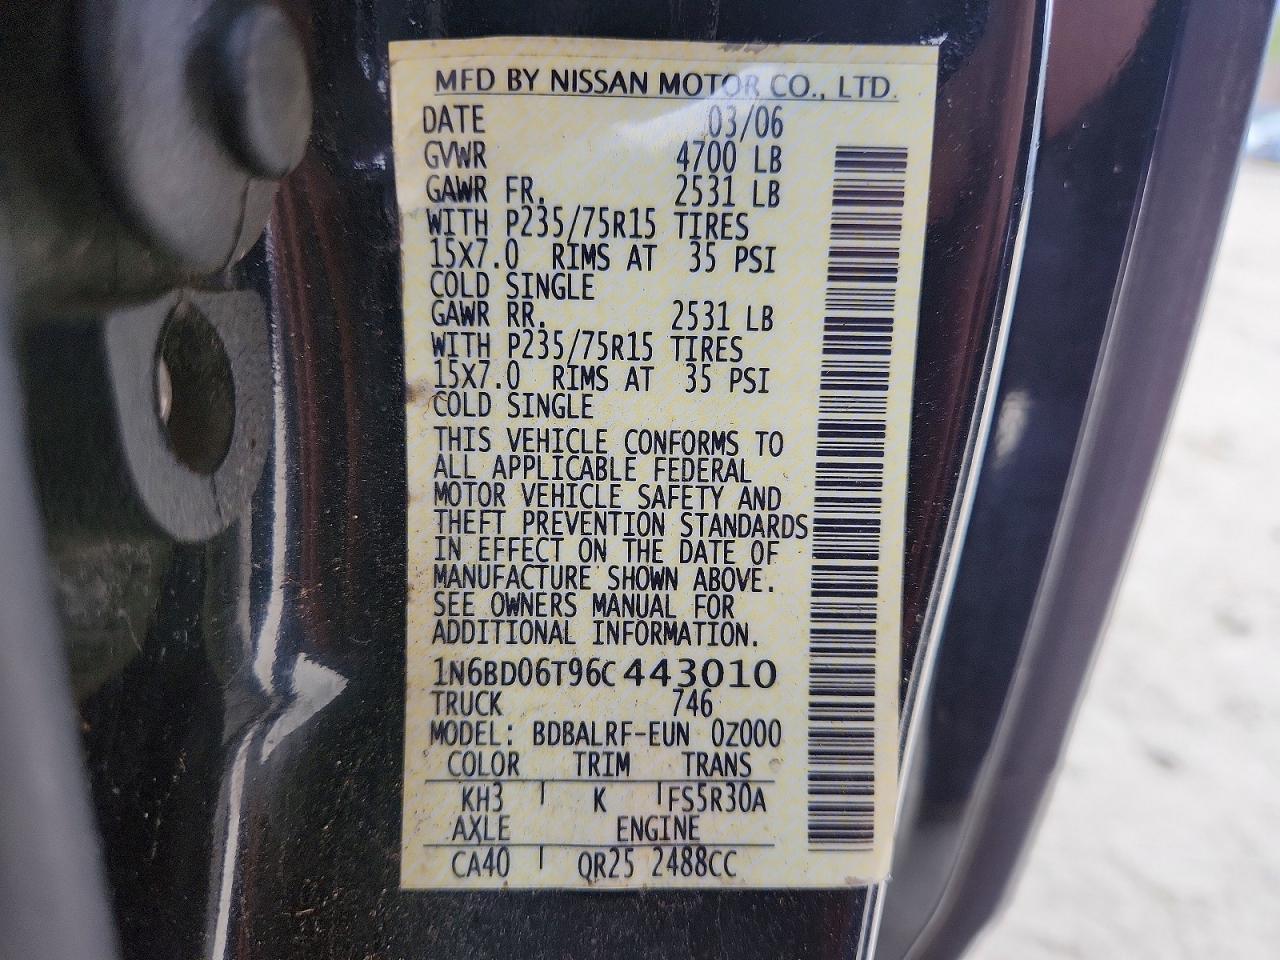 MFD BY NISSAN MOTOR CO., LTD.
DATE 03/06
GVWR 4700 LB
GAWR FR. 2531 LB
WITH P235/75R15 TIRES
15X7.0 RIMS AT 35 PSI
COLD SINGLE
GAWR RR. 2531 LB
WITH P235/75R15 TIRES
15X7.0 RIMS AT 35 PSI
COLD SINGLE
THIS VEHICLE CONFORMS TO
ALL APPLICABLE FEDERAL
MOTOR VEHICLE SAFETY AND
THEFT PREVENTION STANDARDS
IN EFFECT ON THE DATE OF
MANUFACTURE SHOWN ABOVE.
SEE OWNERS MANUAL FOR
ADDITIONAL INFORMATION.
1N6BD06T96C443010
TRUCK 746
MODEL: BDBALRF-EUN 0Z000
COLOR TRIM TRANS
KH3 K FS5R30A
AXLE ENGINE
CA40 QR25 2488CC